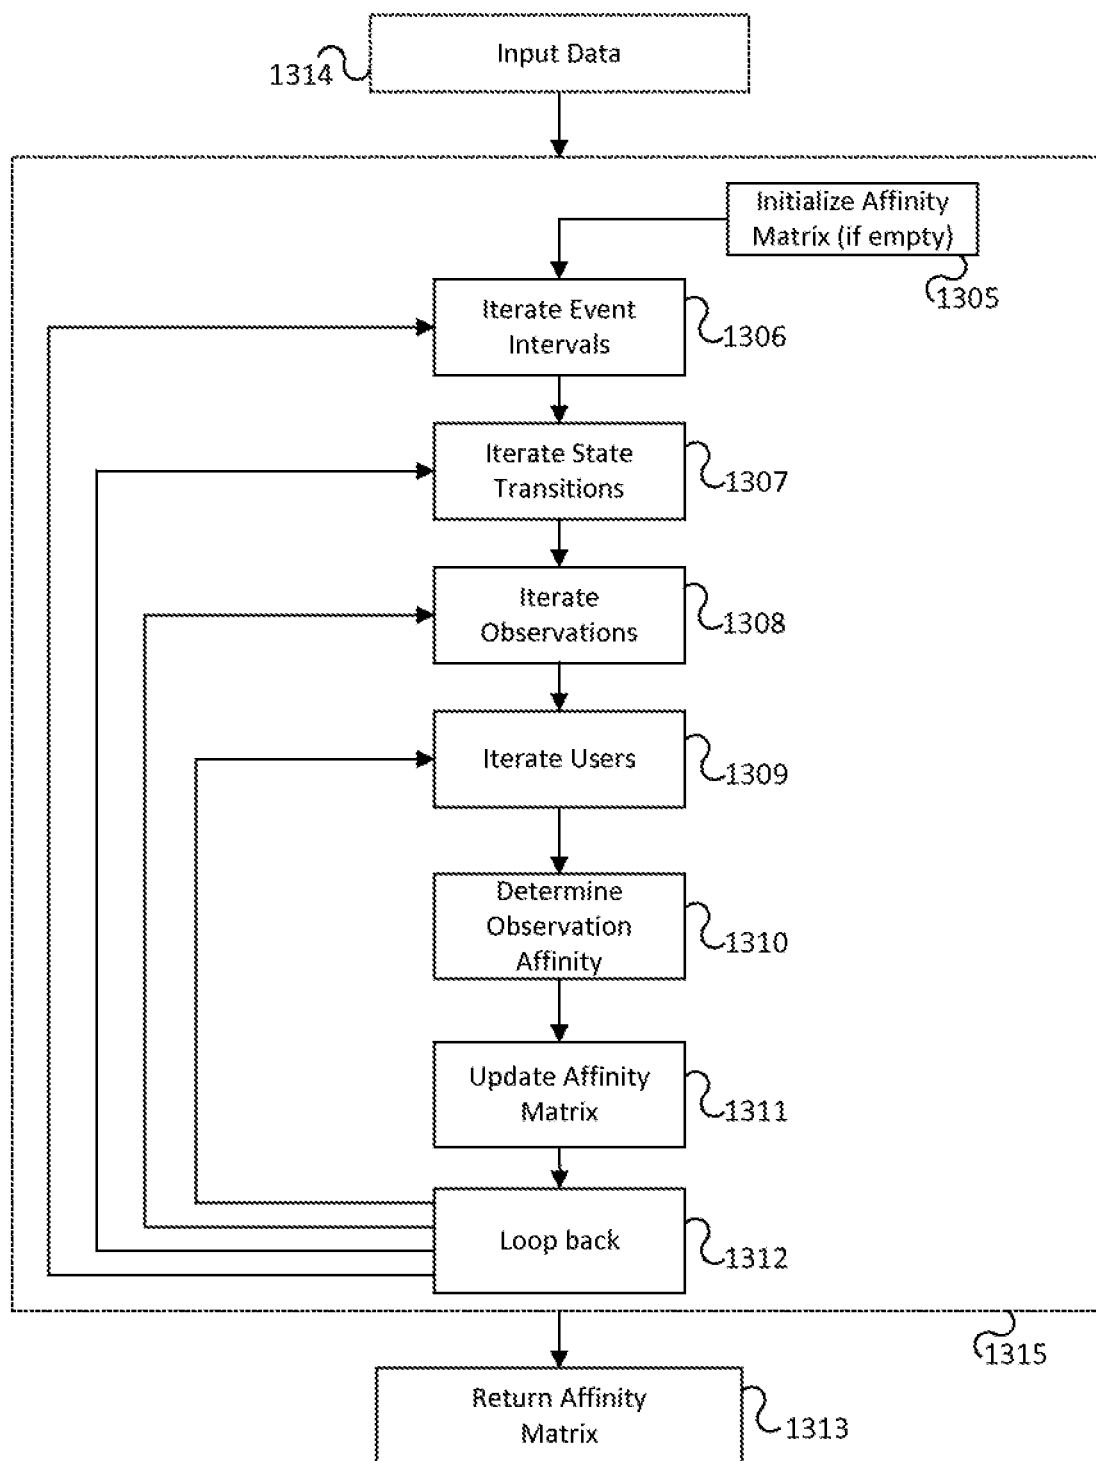 Input Data
1314
Initialize Affinity
Matrix (if empty)
1305
Iterate Event
Intervals
1306
Iterate State
Transitions
1307
Iterate
Observations
1308
Iterate Users
1309
Determine
Observation
Affinity
1310
Update Affinity
Matrix
1311
Loop back
1312
1315
Return Affinity
Matrix
1313